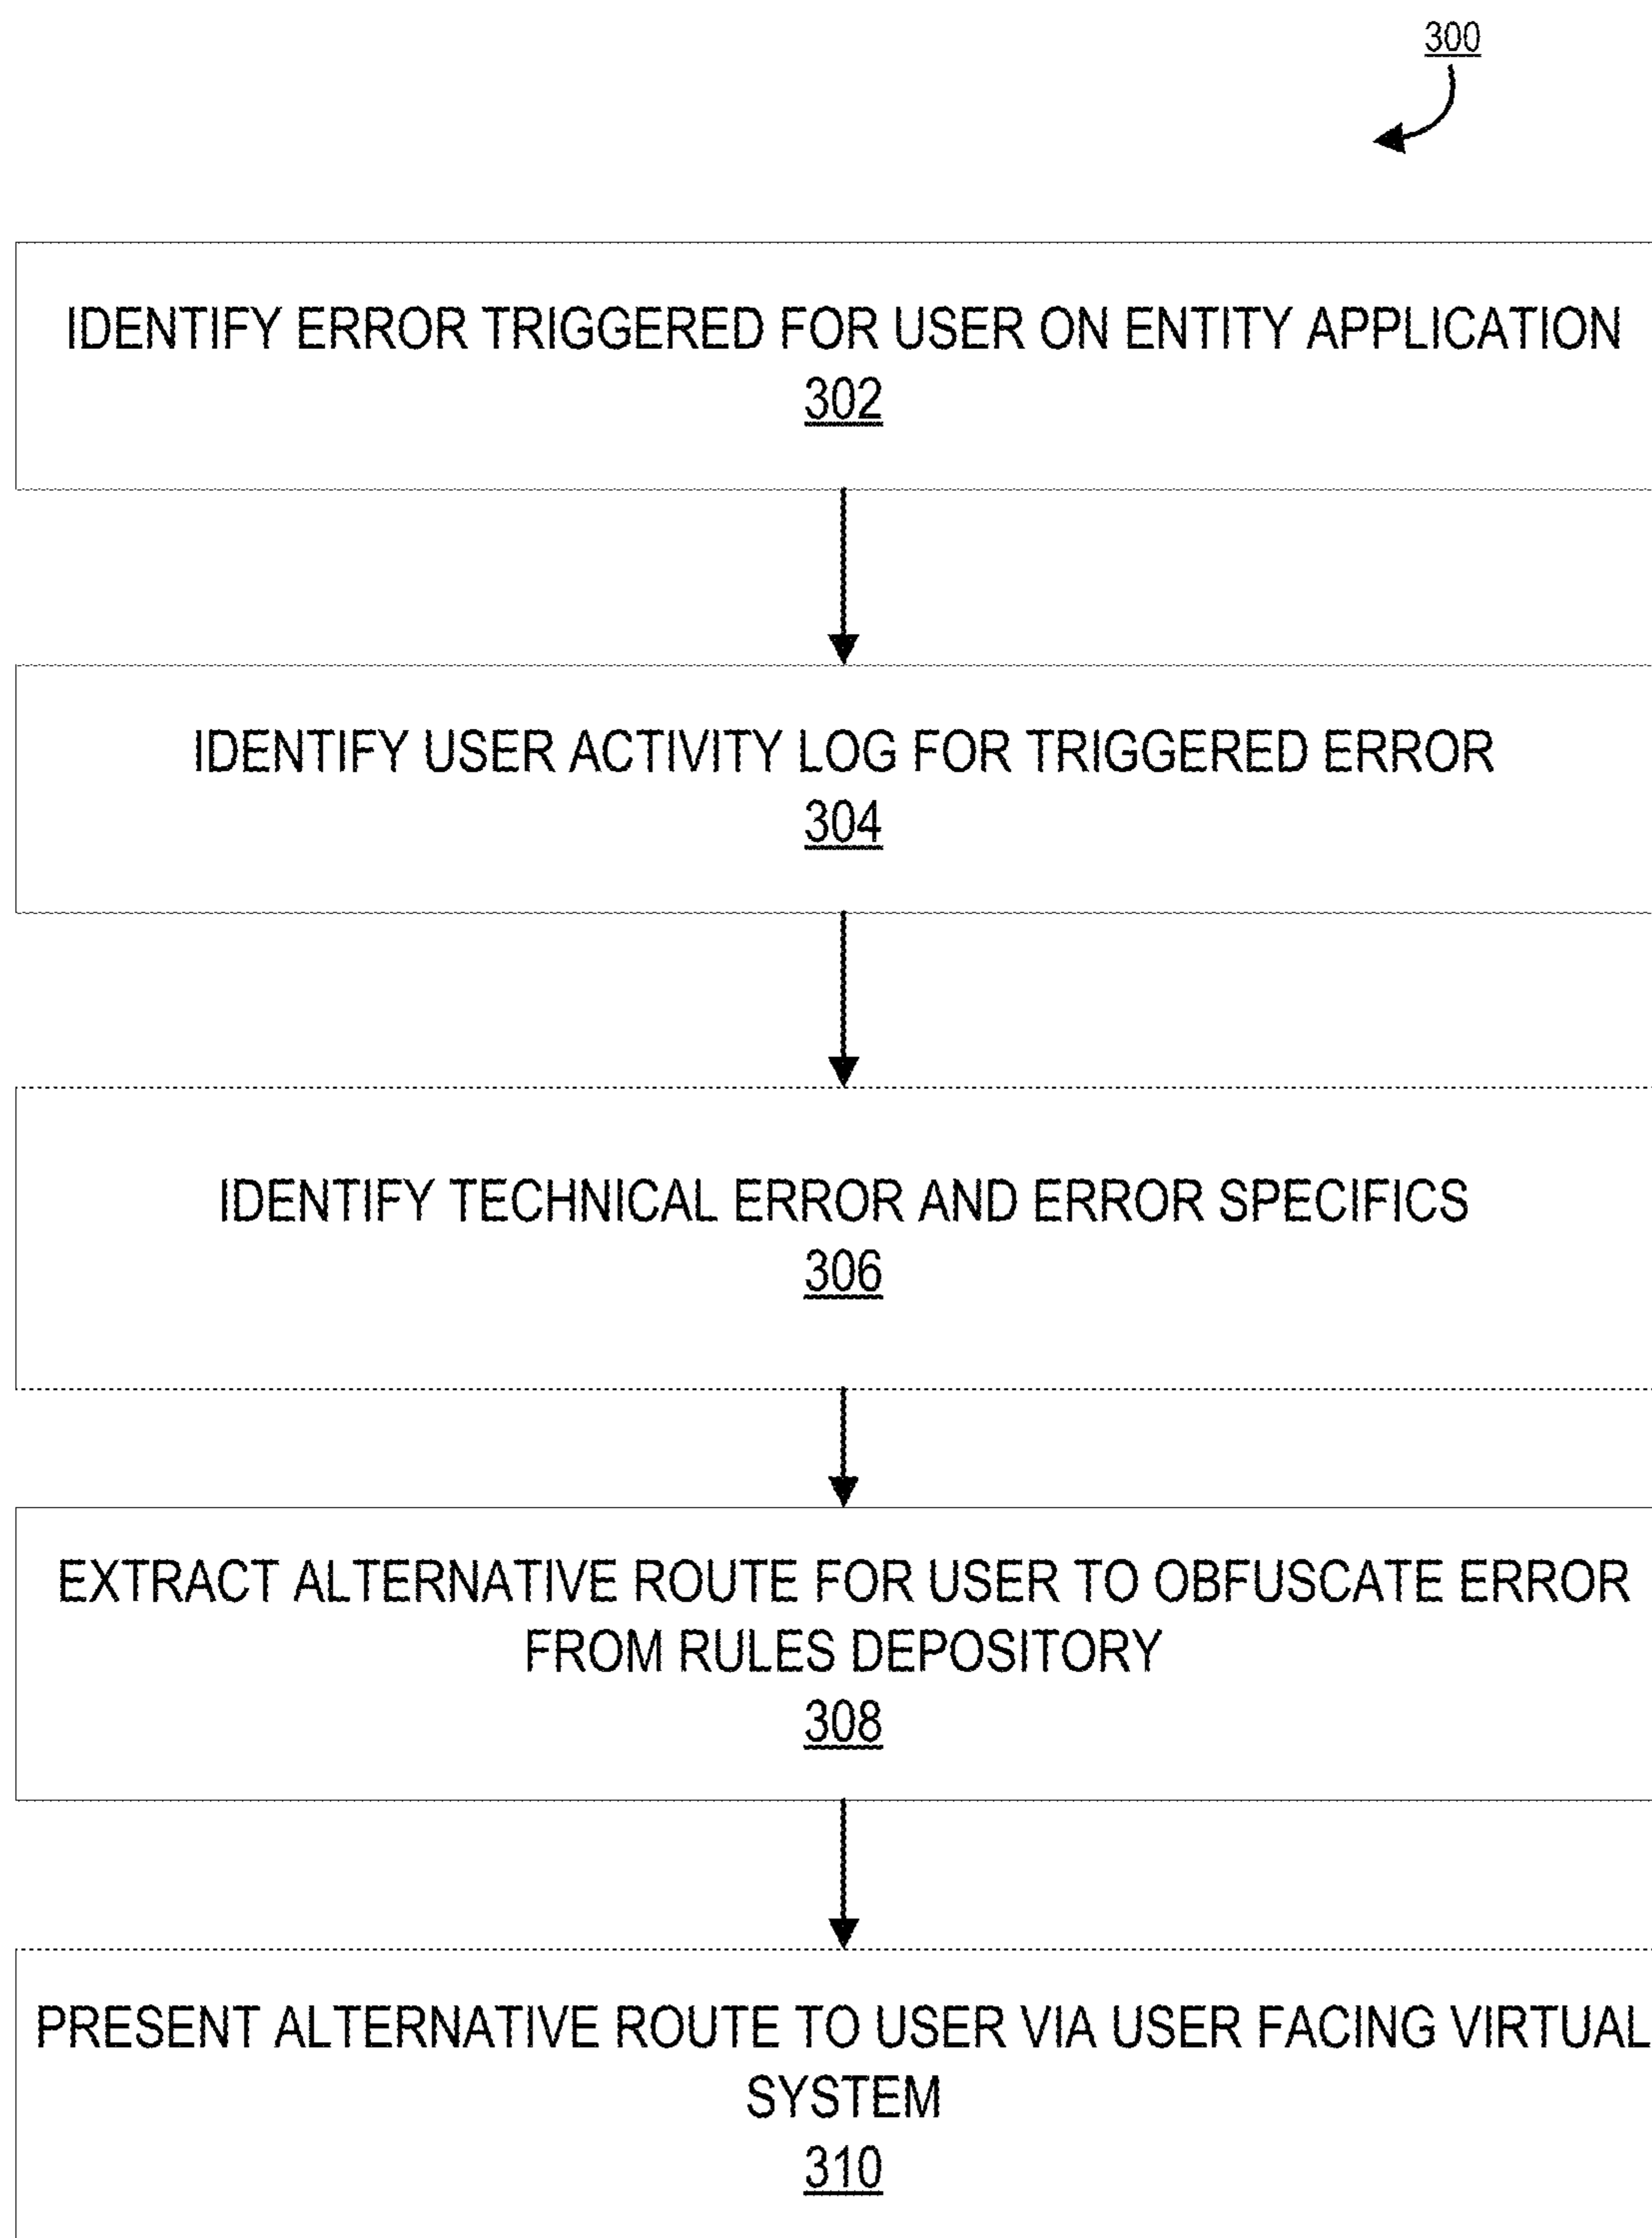 300
IDENTIFY ERROR TRIGGERED FOR USER ON ENTITY APPLICATION
302
IDENTIFY USER ACTIVITY LOG FOR TRIGGERED ERROR
304
IDENTIFY TECHNICAL ERROR AND ERROR SPECIFICS
306
EXTRACT ALTERNATIVE ROUTE FOR USER TO OBFUSCATE ERROR
FROM RULES DEPOSITORY
308
PRESENT ALTERNATIVE ROUTE TO USER VIA USER FACING VIRTUAL
SYSTEM
310